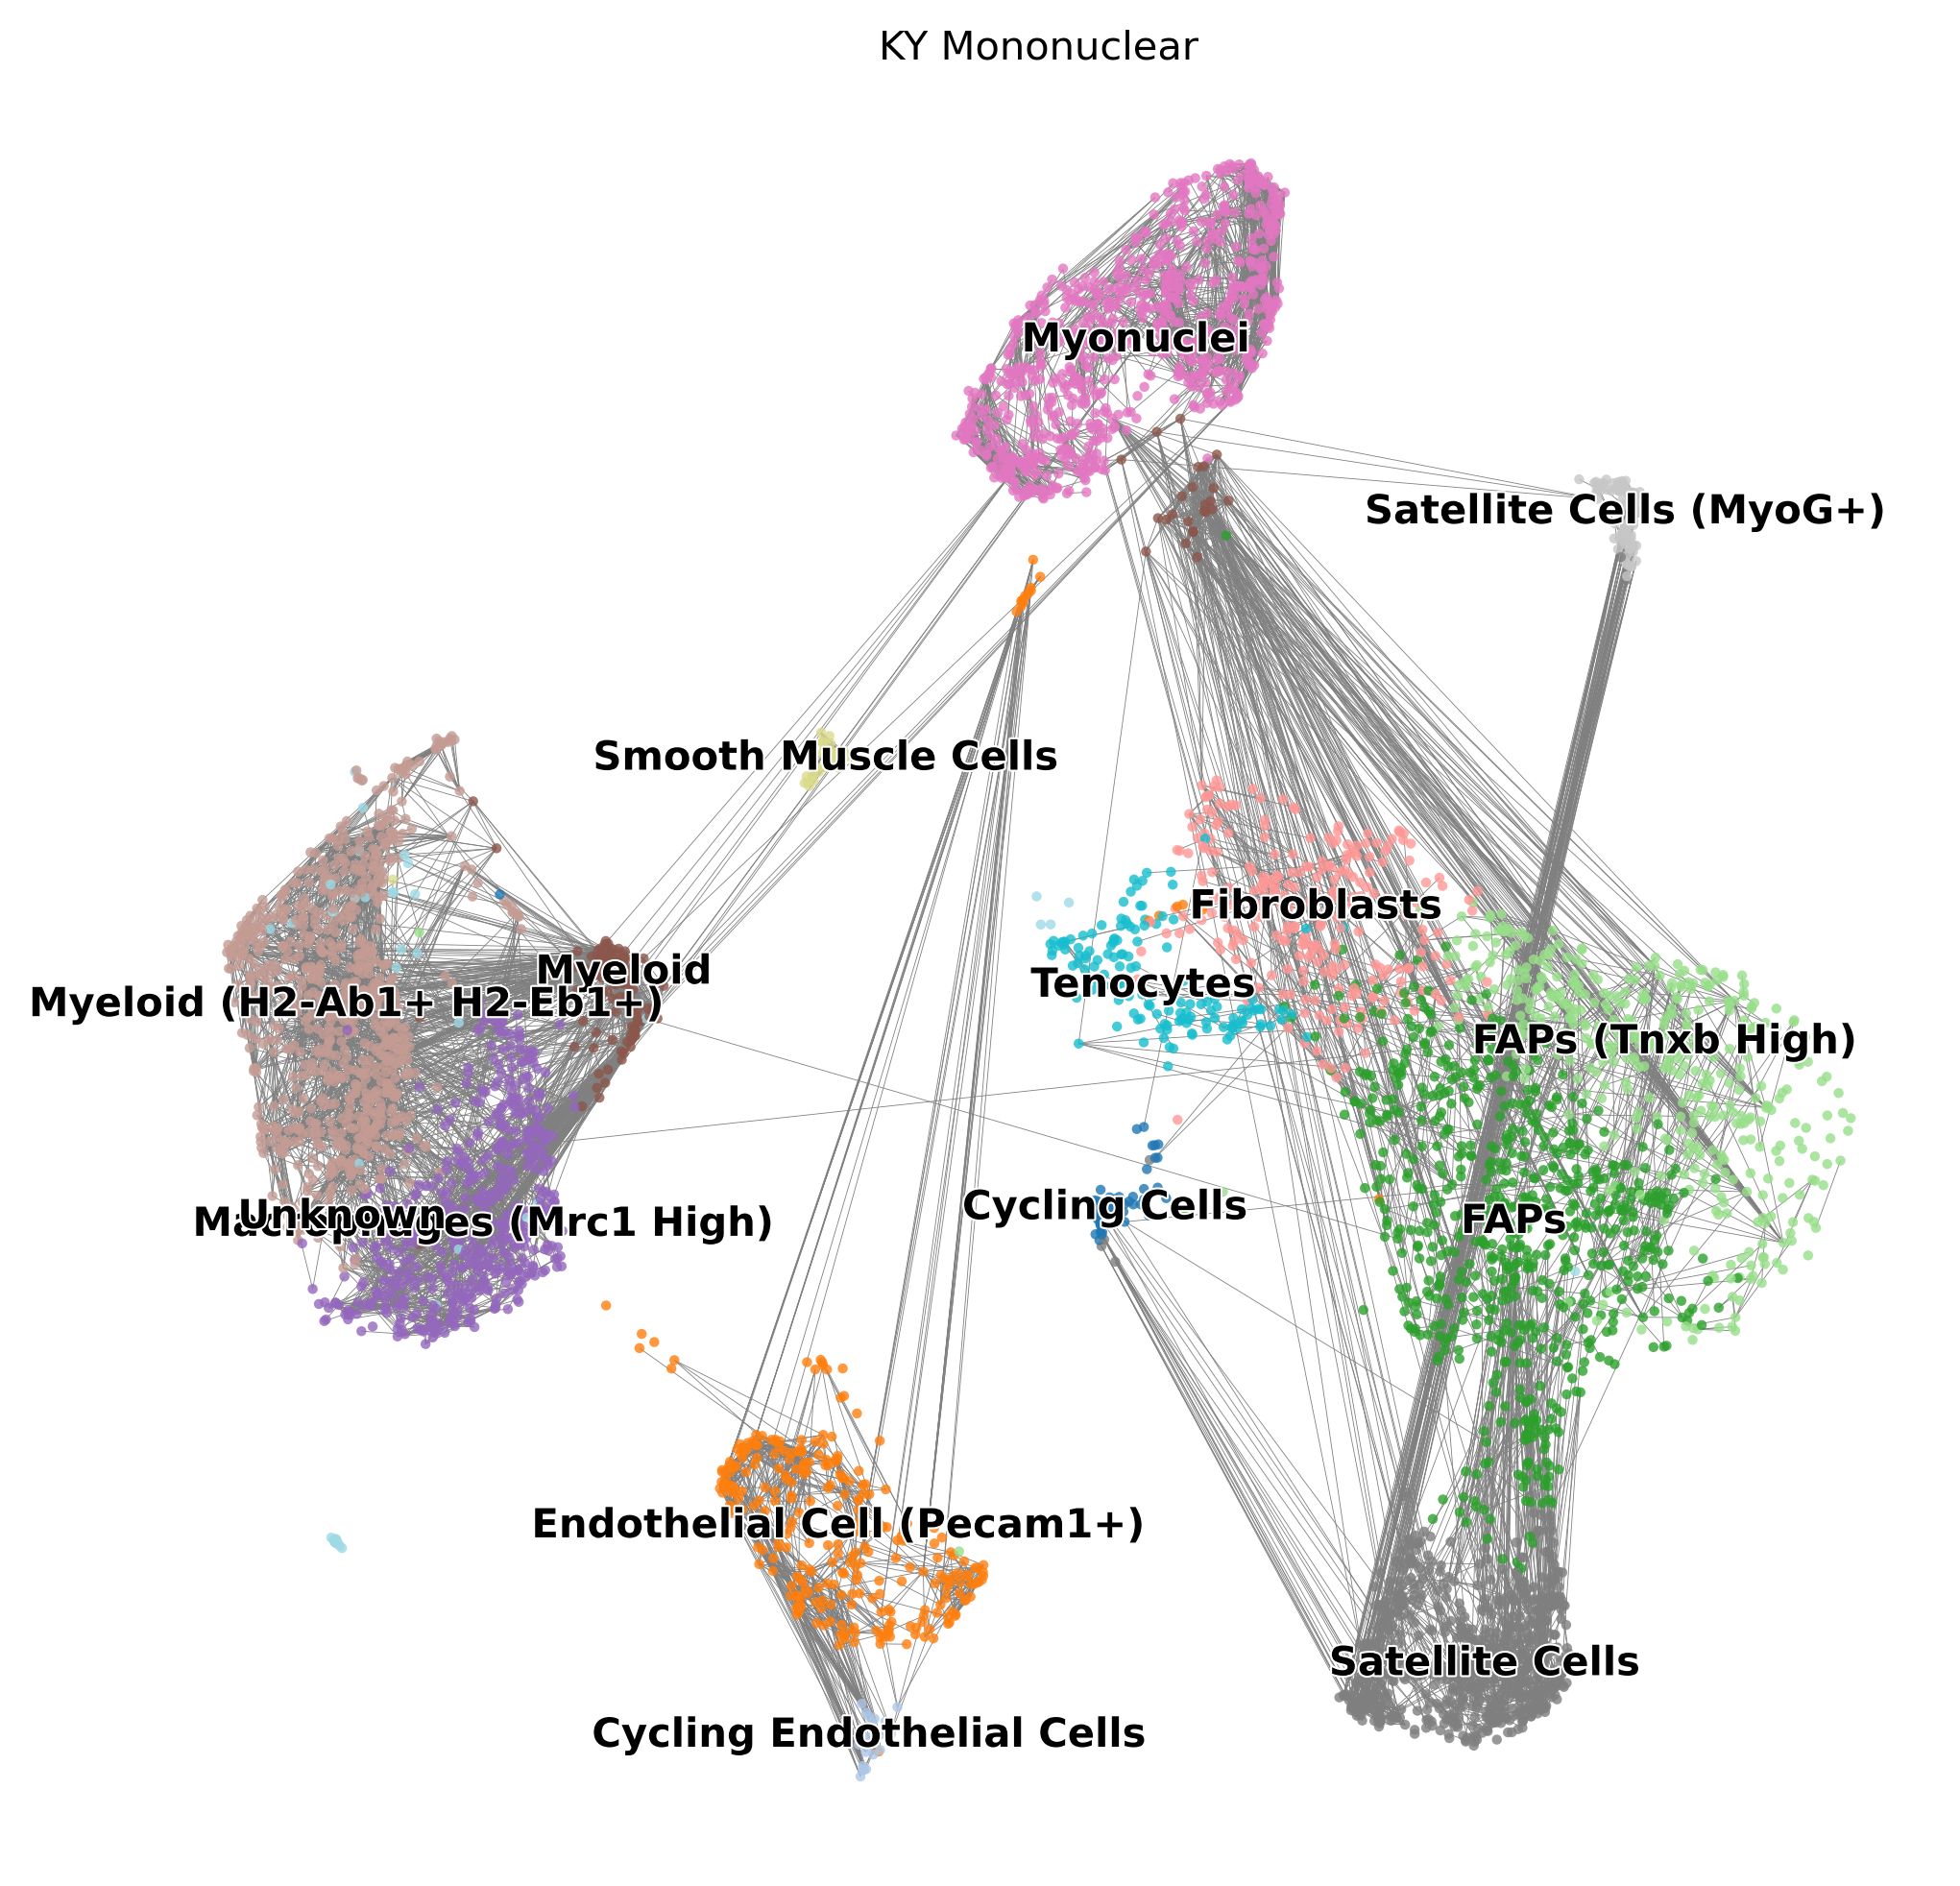 KY Mononuclear
Myonuclei
Satellite Cells (MyoG+)
Smooth Muscle Cells
Fibroblasts
Myeloid
Tenocytes
Myeloid (H2-Ab1+ H2-Eb1+)
FAPs (Tnxb High)
Cycling Cells
Unknown
Macrophages (Mrc1 High)
FAPs
Endothelial Cell (Pecam1+)
Satellite Cells
Cycling Endothelial Cells